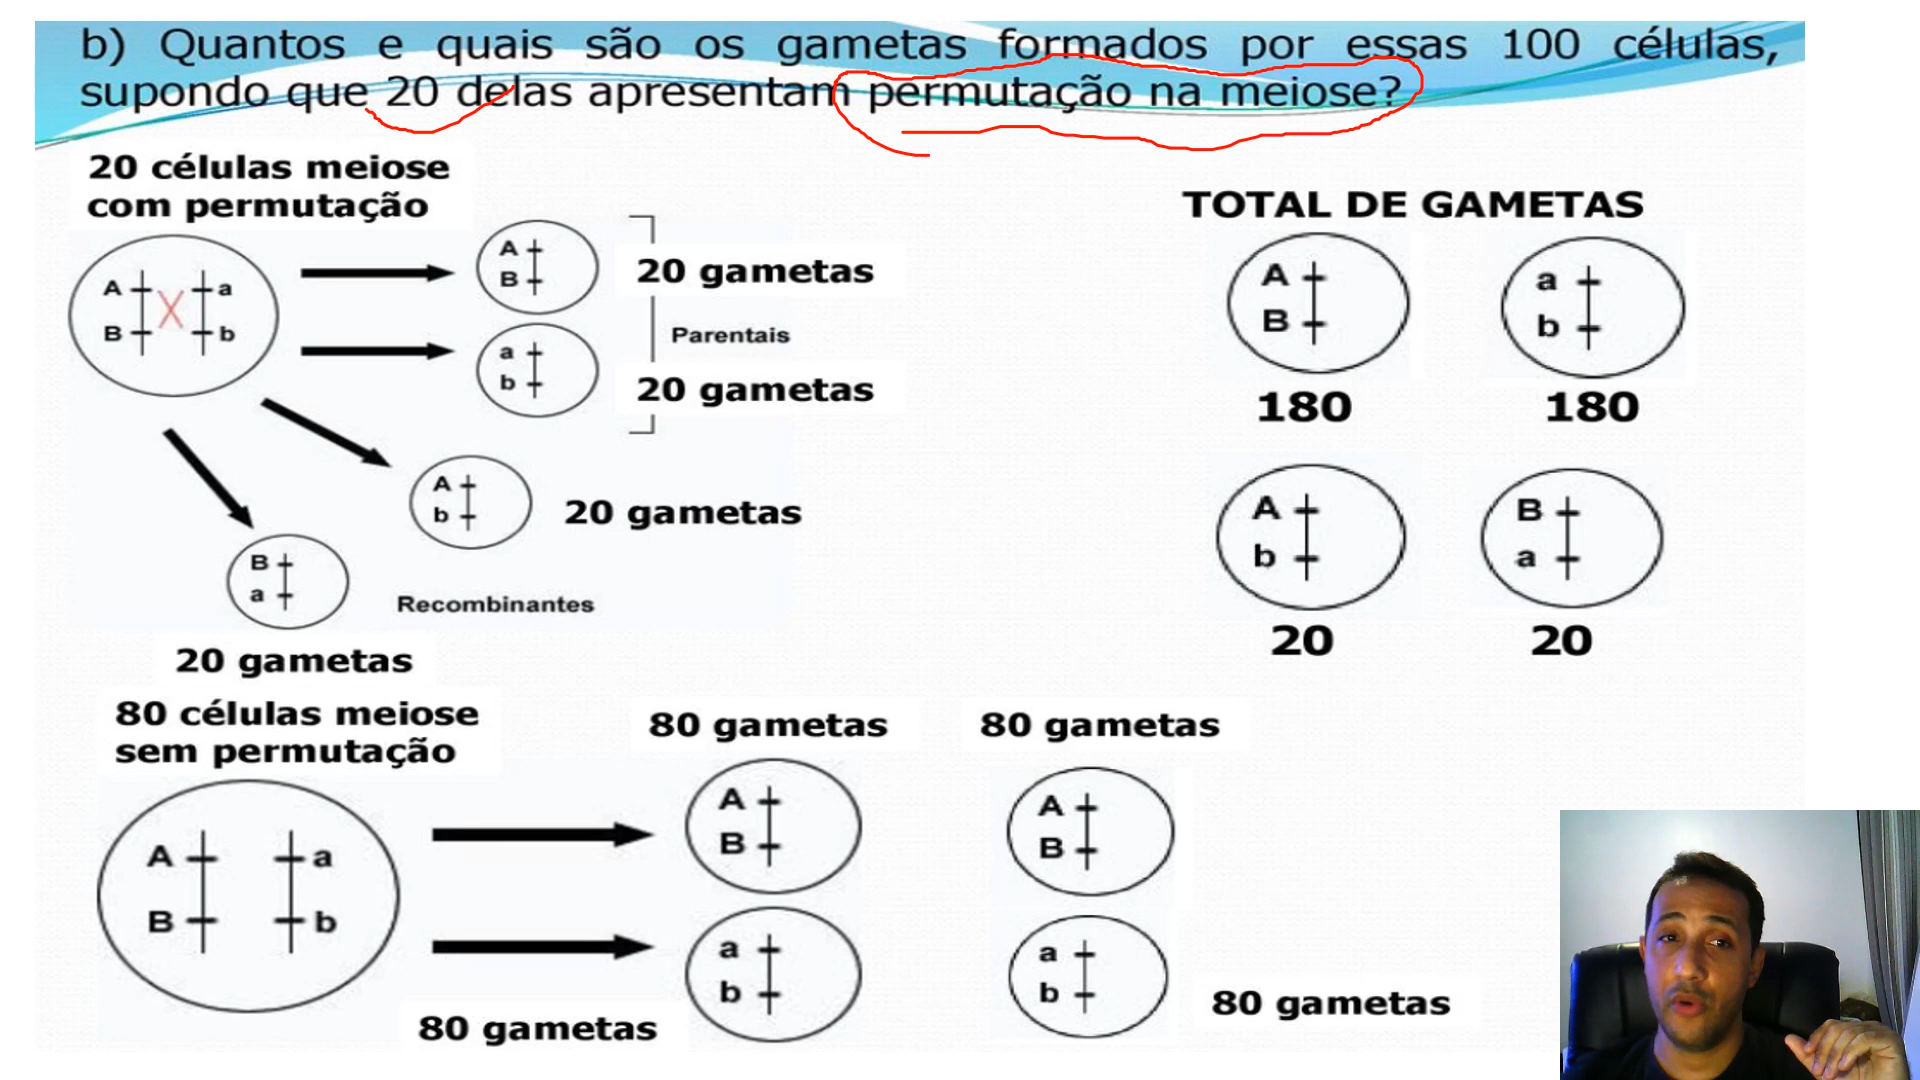 b) Quantos e quais são os gametas formados por essas 100 células,
supondo que 20 delas apresentam permutação na meiose?
20 células meiose
com permutação
A a
B b
A
B
20 gametas
Parentais
a
b
20 gametas
A
b
20 gametas
B
a
Recombinantes
20 gametas
TOTAL DE GAMETAS
A
B
180
a
b
180
A
b
20
B
a
20
80 células meiose
sem permutação
A a
B b
80 gametas
A
B
80 gametas
A
B
a
b
80 gametas
a
b
80 gametas